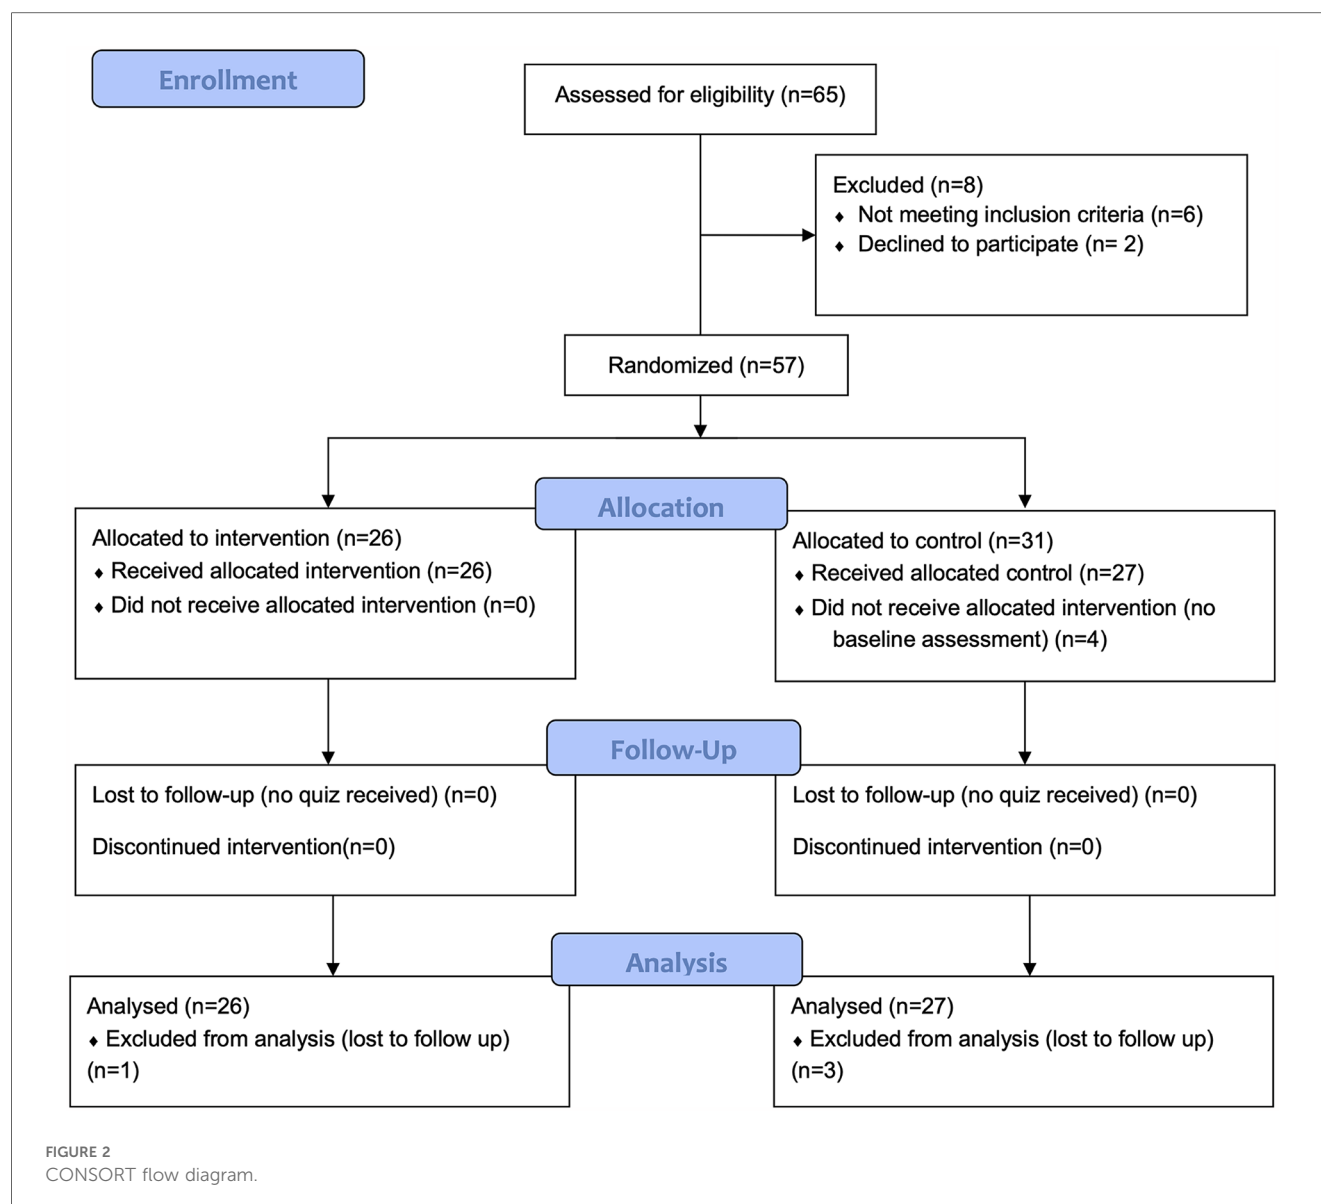 Enrollment
Assessed for eligibility (n=65)
Excluded (n=8)
♦ Not meeting inclusion criteria (n=6)
♦ Declined to participate (n= 2)
Randomized (n=57)
Allocation
Allocated to intervention (n=26)
♦ Received allocated intervention (n=26)
♦ Did not receive allocated intervention (n=0)
Allocated to control (n=31)
♦ Received allocated control (n=27)
♦ Did not receive allocated intervention (no
baseline assessment) (n=4)
Follow-Up
Lost to follow-up (no quiz received) (n=0)
Discontinued intervention(n=0)
Lost to follow-up (no quiz received) (n=0)
Discontinued intervention (n=0)
Analysis
Analysed (n=26)
♦ Excluded from analysis (lost to follow up)
(n=1)
Analysed (n=27)
♦ Excluded from analysis (lost to follow up)
(n=3)
FIGURE 2
CONSORT flow diagram.